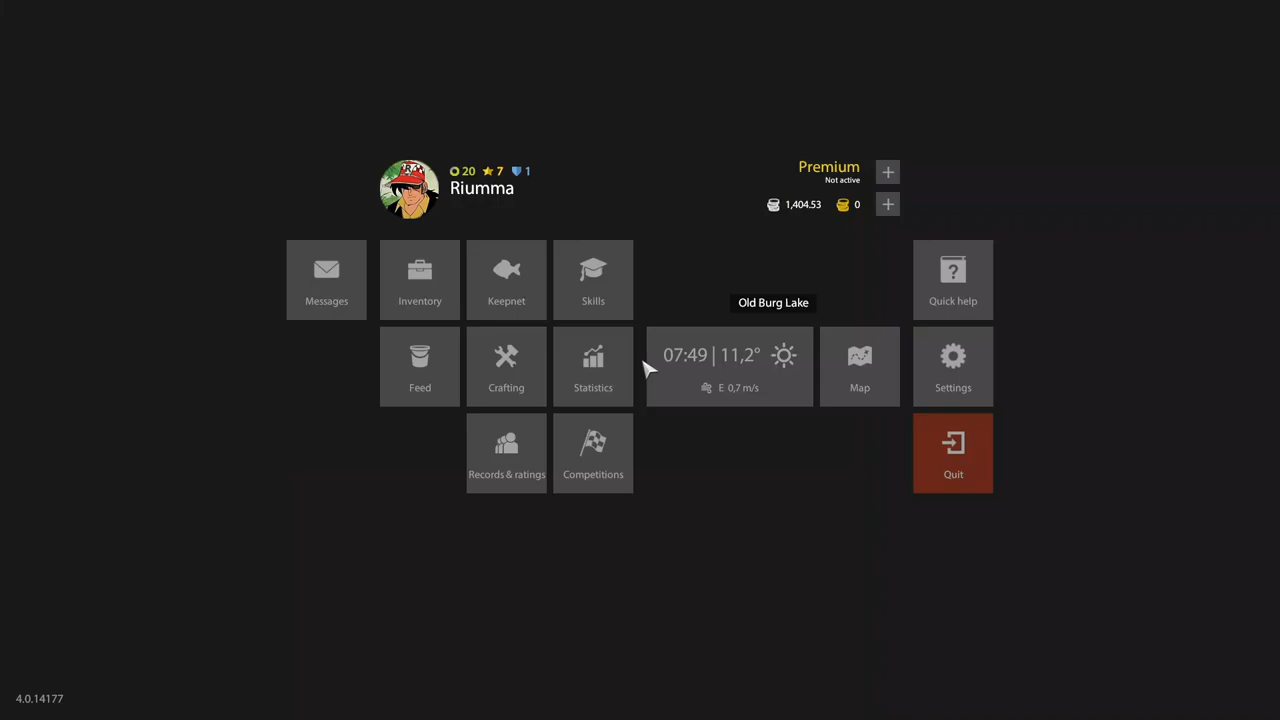 20 7 1
Riumma
Premium
Not active
1,404.53 0
Messages
Inventory
Keepnet
Skills
Old Burg Lake
Quick help
Feed
Crafting
Statistics
07:49 | 11,2°
E 0,7 m/s
Map
Settings
Records & ratings
Competitions
Quit
4.0.14177